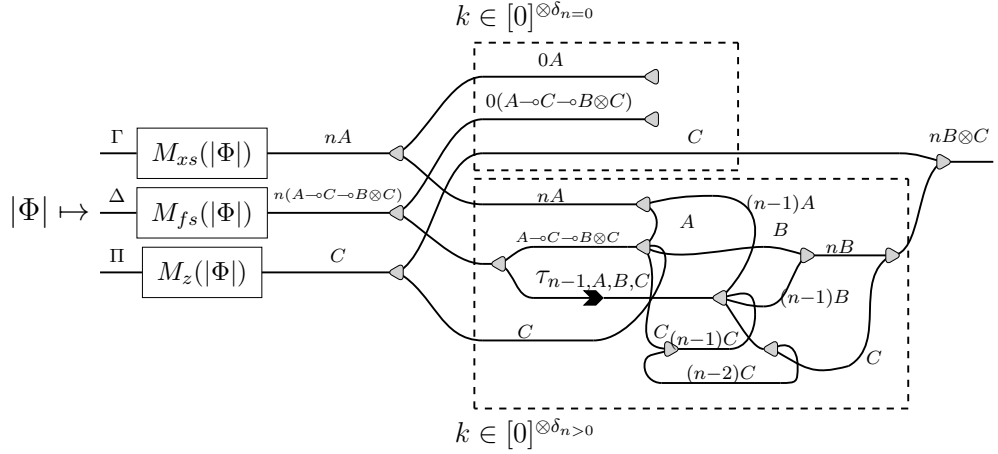 k ∈ [0]^{⊗δ_{n=0}}
0A
0(A⊸C⊸B⊗C)
Γ
M_{xs}(|Φ|)
nA
C
nB⊗C
|Φ| ↦
Δ
M_{fs}(|Φ|)
n(A⊸C⊸B⊗C)
nA
(n−1)A
A
B
A⊸C⊸B⊗C
nB
Π
M_z(|Φ|)
C
τ_{n−1,A,B,C}
(n−1)B
C
C
(n−1)C
C
(n−2)C
k ∈ [0]^{⊗δ_{n>0}}